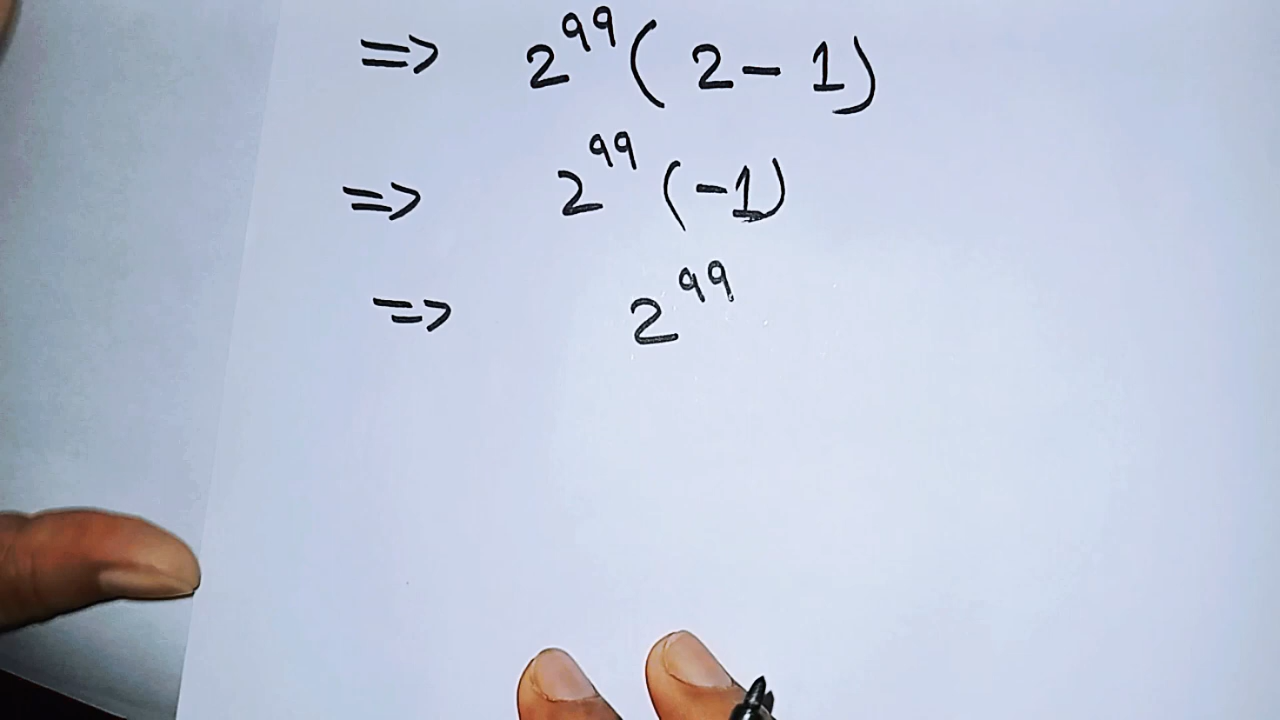 => 2^99 ( 2 - 1)
=> 2^99 (-1)
=> 2^99